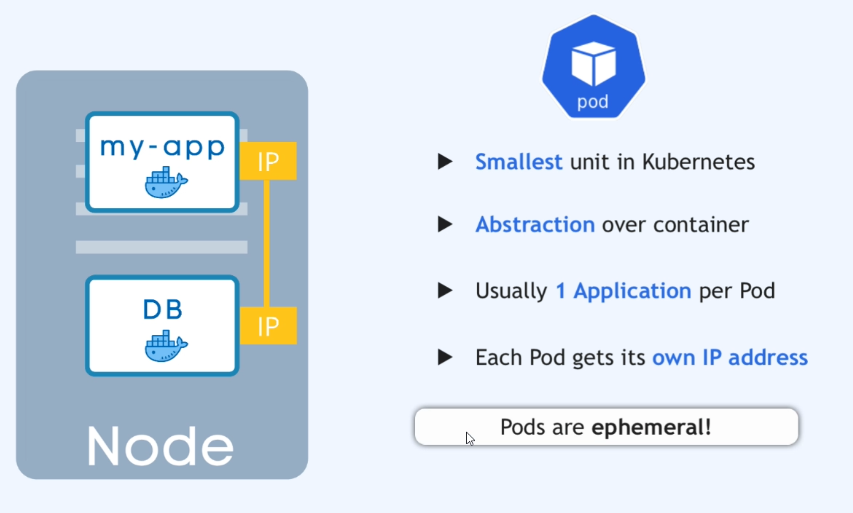 my-app
IP
DB
IP
Node
pod
Smallest unit in Kubernetes
Abstraction over container
Usually 1 Application per Pod
Each Pod gets its own IP address
Pods are ephemeral!